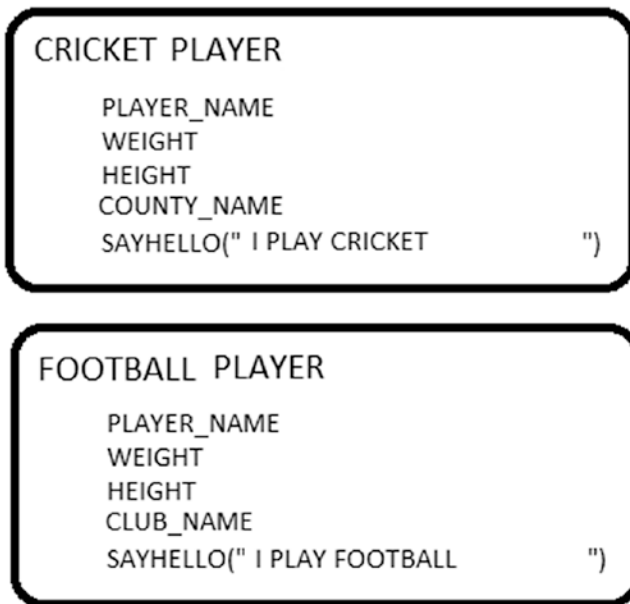 CRICKET PLAYER
PLAYER_NAME
WEIGHT
HEIGHT
COUNTY_NAME
SAYHELLO(" I PLAY CRICKET ")
FOOTBALL PLAYER
PLAYER_NAME
WEIGHT
HEIGHT
CLUB_NAME
SAYHELLO(" I PLAY FOOTBALL ")